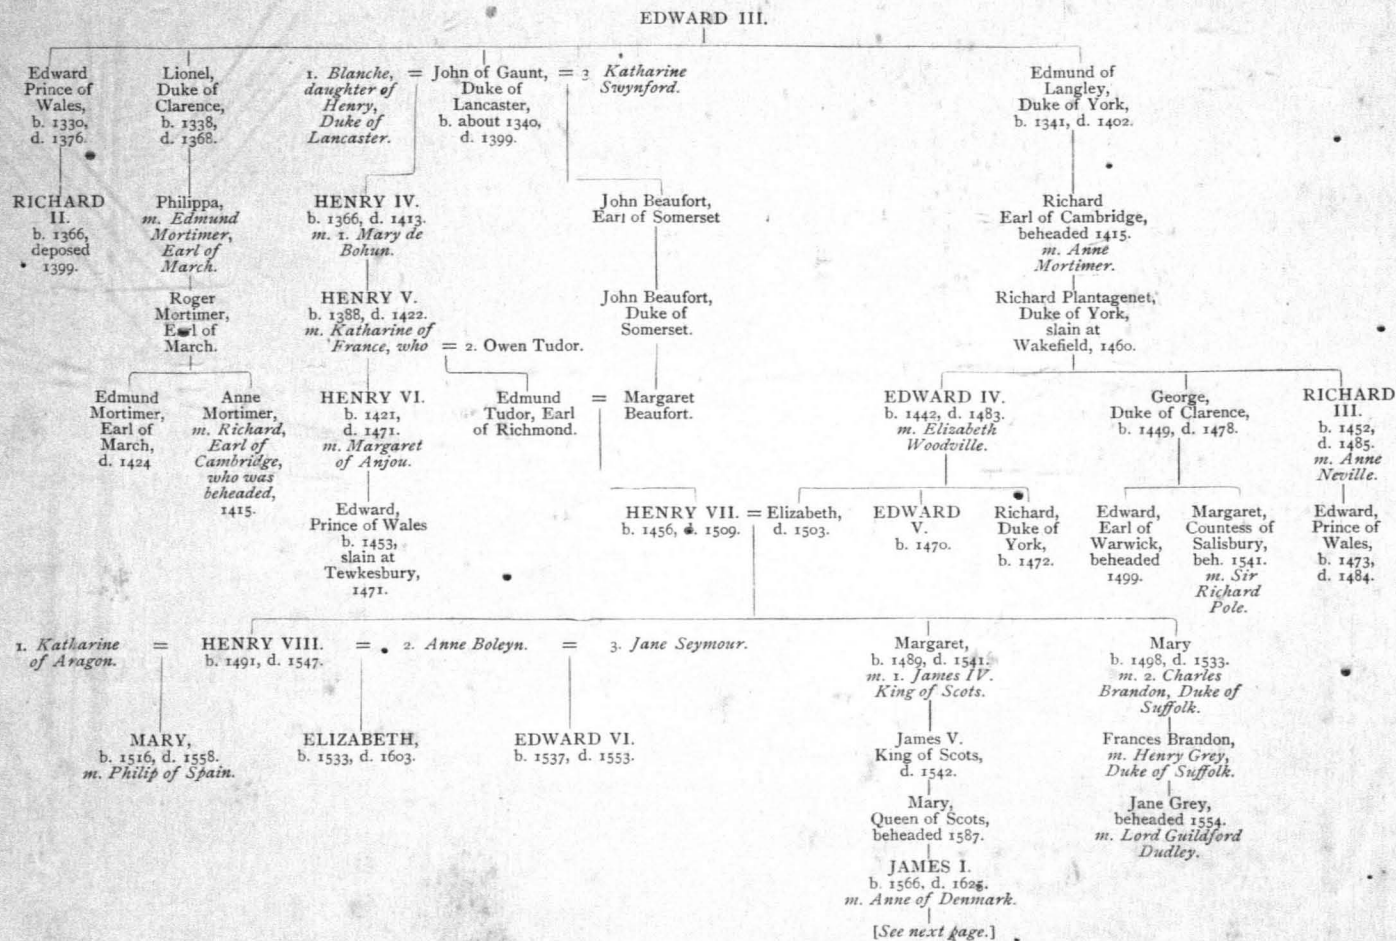 EDWARD III.
Edward
Prince of
Wales,
b. 1330,
d. 1376.
Lionel,
Duke of
Clarence,
b. 1338,
d. 1368.
1. Blanche,
daughter of
Henry,
Duke of
Lancaster.
=
John of Gaunt,
Duke of
Lancaster,
b. about 1340,
d. 1399.
= 3
Katharine
Swynford.
Edmund of
Langley,
Duke of York,
b. 1341, d. 1402.
RICHARD
II.
b. 1366,
deposed
1399.
Philippa,
m. Edmund
Mortimer,
Earl of
March.
HENRY IV.
b. 1366, d. 1413.
m. 1. Mary de
Bohun.
John Beaufort,
Earl of Somerset
Richard
Earl of Cambridge,
beheaded 1415.
m. Anne
Mortimer.
Roger
Mortimer,
Earl of
March.
HENRY V.
b. 1388, d. 1422.
m. Katharine of
France, who
= 2. Owen Tudor.
John Beaufort,
Duke of
Somerset.
Richard Plantagenet,
Duke of York,
slain at
Wakefield, 1460.
Edmund
Mortimer,
Earl of
March,
d. 1424
Anne
Mortimer,
m. Richard,
Earl of
Cambridge,
who was
beheaded,
1415.
HENRY VI.
b. 1421,
d. 1471.
m. Margaret
of Anjou.
Edmund
Tudor, Earl
of Richmond.
=
Margaret
Beaufort.
EDWARD IV.
b. 1442, d. 1483.
m. Elizabeth
Woodville.
George,
Duke of Clarence,
b. 1449, d. 1478.
RICHARD
III.
b. 1452,
d. 1485.
m. Anne
Neville.
Edward,
Prince of Wales
b. 1453,
slain at
Tewkesbury,
1471.
HENRY VII.
b. 1456, d. 1509.
=
Elizabeth,
d. 1503.
EDWARD
V.
b. 1470.
Richard,
Duke of
York,
b. 1472.
Edward,
Earl of
Warwick,
beheaded
1499.
Margaret,
Countess of
Salisbury,
beh. 1541.
m. Sir
Richard
Pole.
Edward,
Prince of
Wales,
b. 1473,
d. 1484.
1. Katharine
of Aragon.
=
HENRY VIII.
b. 1491, d. 1547.
=
2. Anne Boleyn.
=
3. Jane Seymour.
Margaret,
b. 1489, d. 1541.
m. 1. James IV.
King of Scots.
Mary
b. 1498, d. 1533.
m. 2. Charles
Brandon, Duke of
Suffolk.
MARY,
b. 1516, d. 1558.
m. Philip of Spain.
ELIZABETH,
b. 1533, d. 1603.
EDWARD VI.
b. 1537, d. 1553.
James V.
King of Scots,
d. 1542.
Frances Brandon,
m. Henry Grey,
Duke of Suffolk.
Mary,
Queen of Scots,
beheaded 1587.
Jane Grey,
beheaded 1554.
m. Lord Guildford
Dudley.
JAMES I.
b. 1566, d. 1625.
m. Anne of Denmark.
[See next page.]